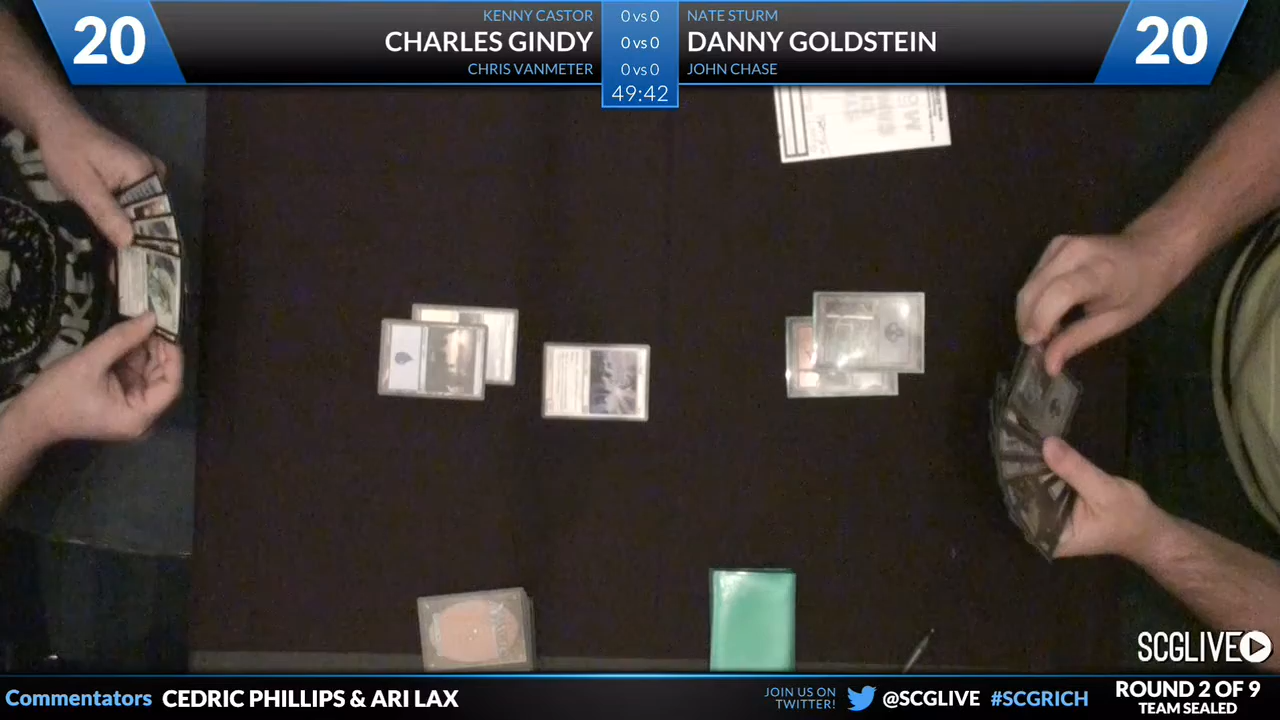 20
KENNY CASTOR 0 vs 0 NATE STURM
CHARLES GINDY 0 vs 0 DANNY GOLDSTEIN
CHRIS VANMETER 0 vs 0 JOHN CHASE
49:42
20
SCGLIVE
Commentators CEDRIC PHILLIPS & ARI LAX
JOIN US ON
TWITTER!
@SCGLIVE #SCGRICH
ROUND 2 OF 9
TEAM SEALED